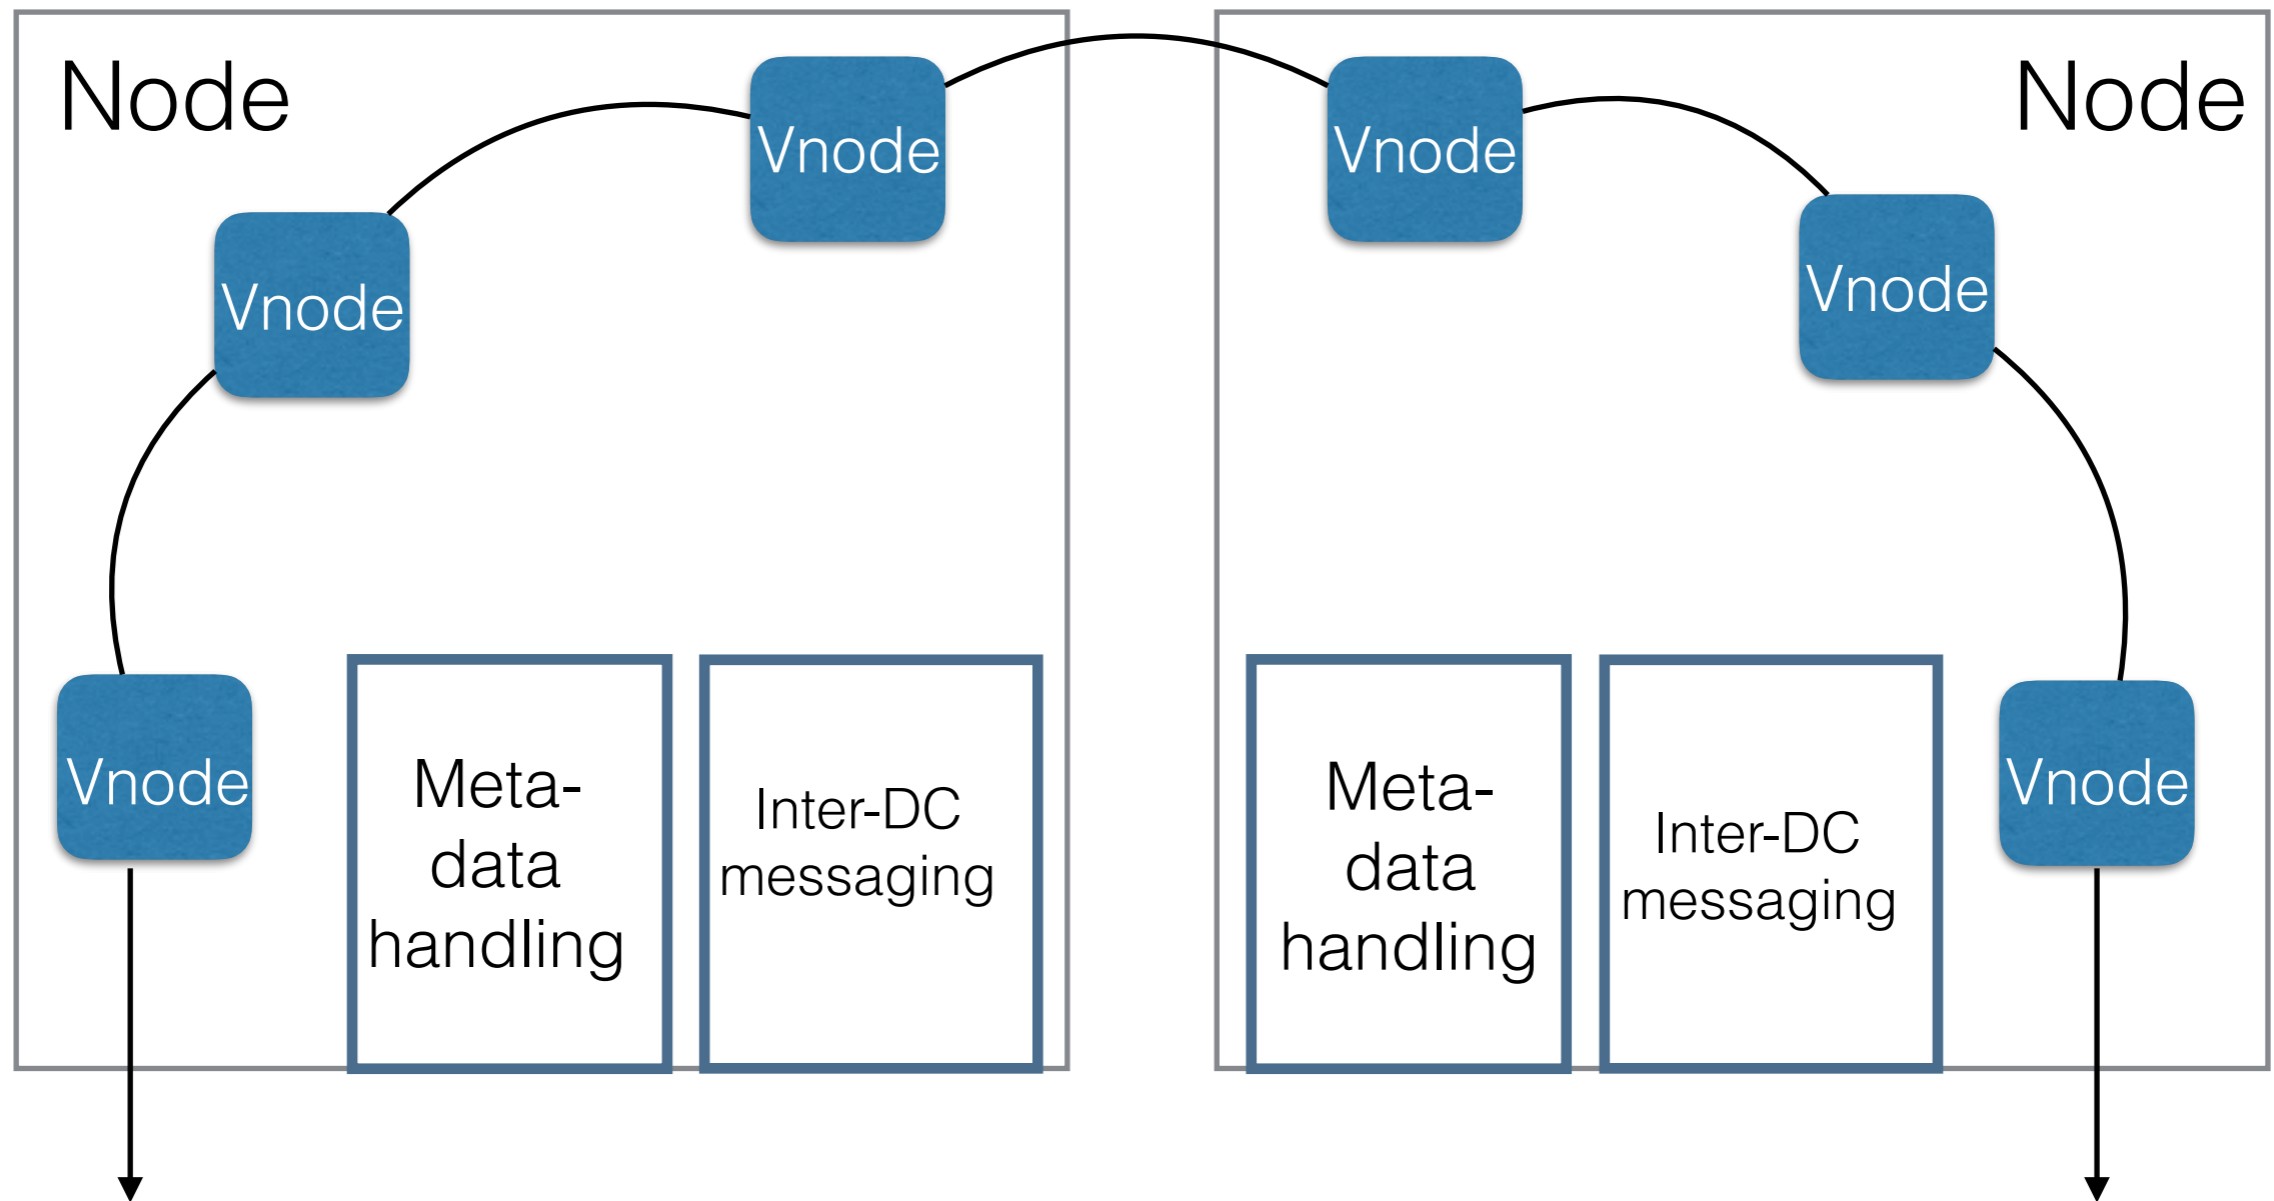 Node
Vnode
Vnode
Vnode
Meta-
data
handling
Inter-DC
messaging
Node
Vnode
Vnode
Vnode
Meta-
data
handling
Inter-DC
messaging